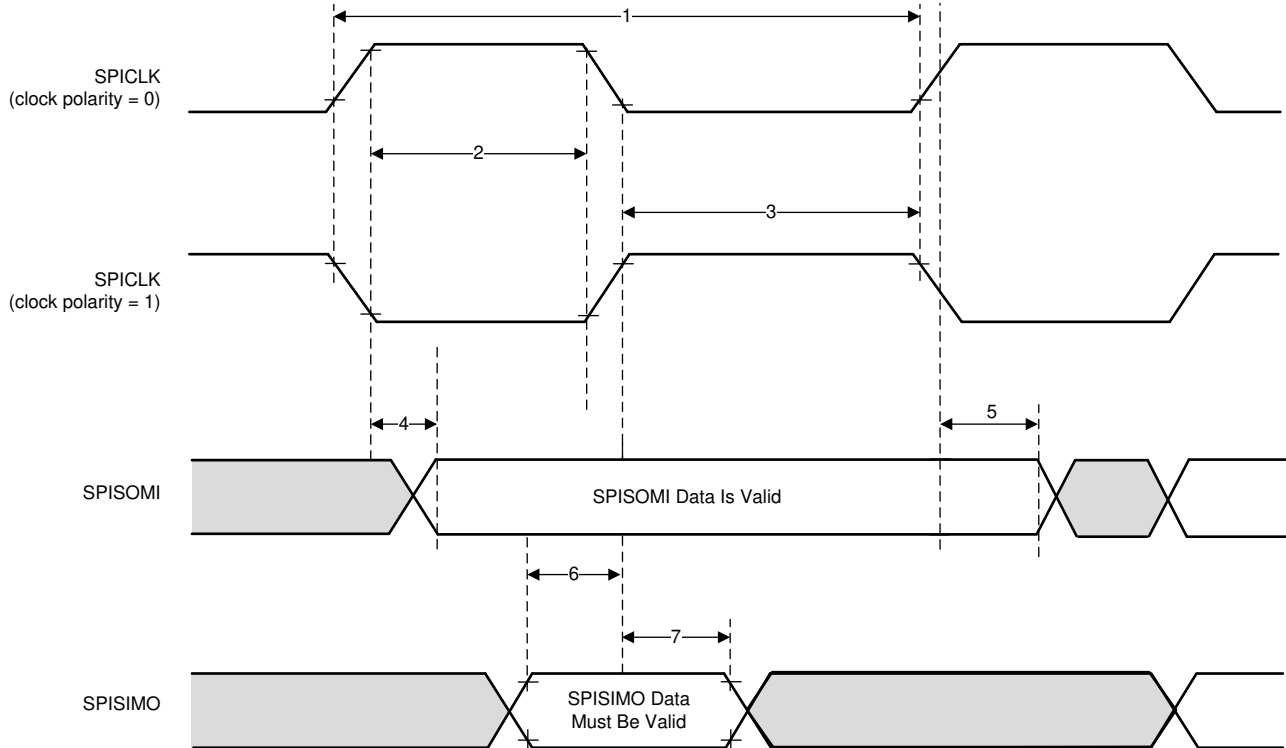 1
SPICLK
(clock polarity = 0)
2
3
SPICLK
(clock polarity = 1)
4
5
SPISOMI
SPISOMI Data Is Valid
6
7
SPISIMO
SPISIMO Data
Must Be Valid